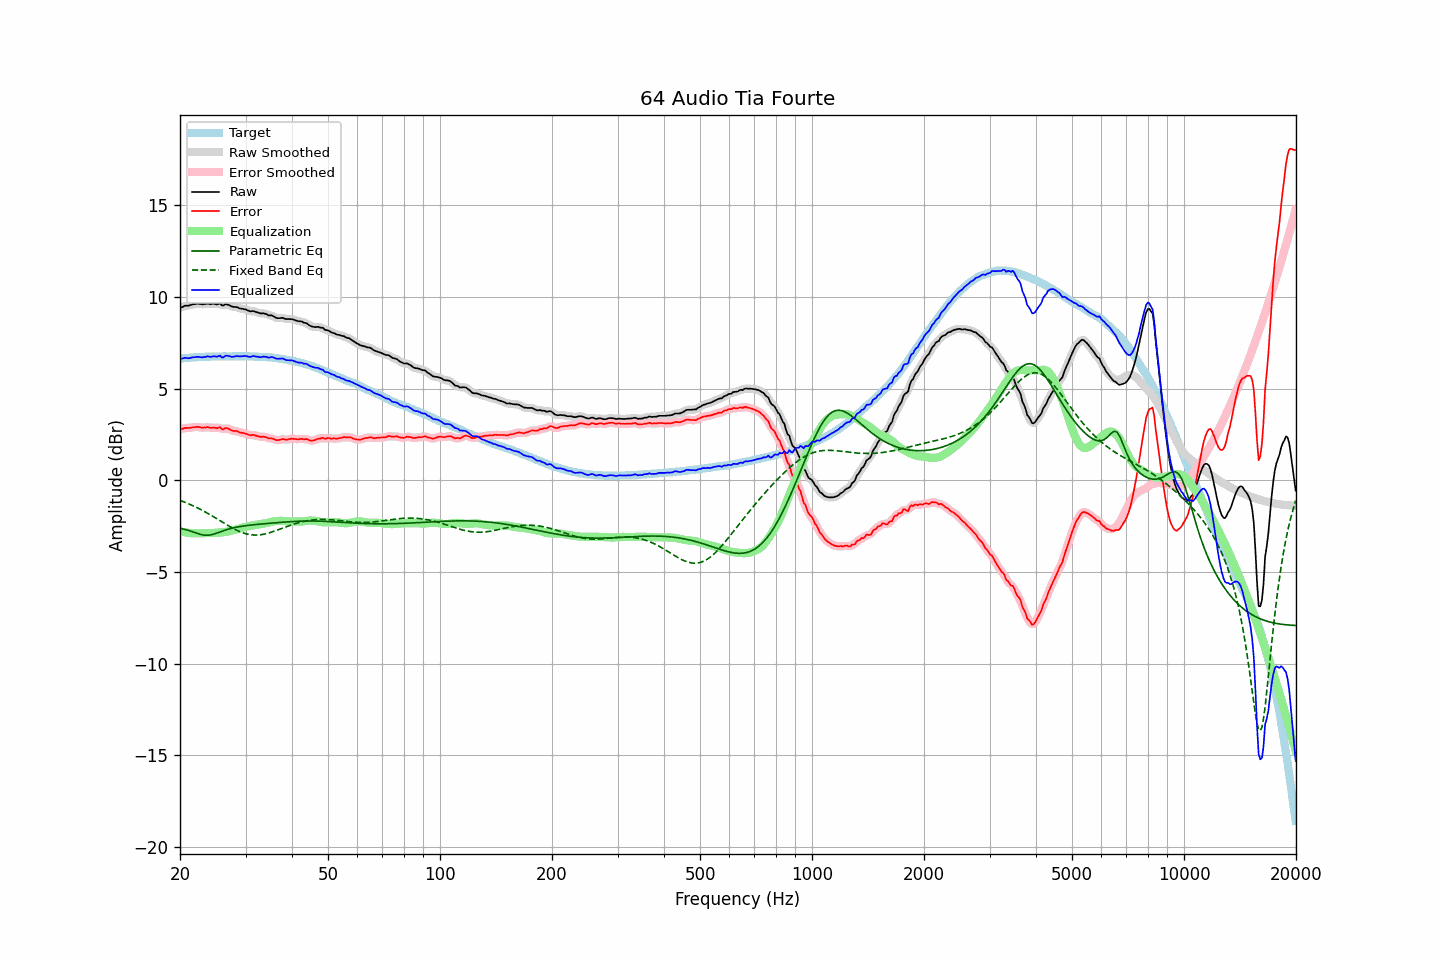 64 Audio Tia Fourte
Target
Raw Smoothed
Error Smoothed
Raw
Error
Equalization
Parametric Eq
Fixed Band Eq
Equalized
15
10
5
0
−5
−10
−15
−20
Amplitude (dBr)
20 50 100 200 500 1000 2000 5000 10000 20000
Frequency (Hz)